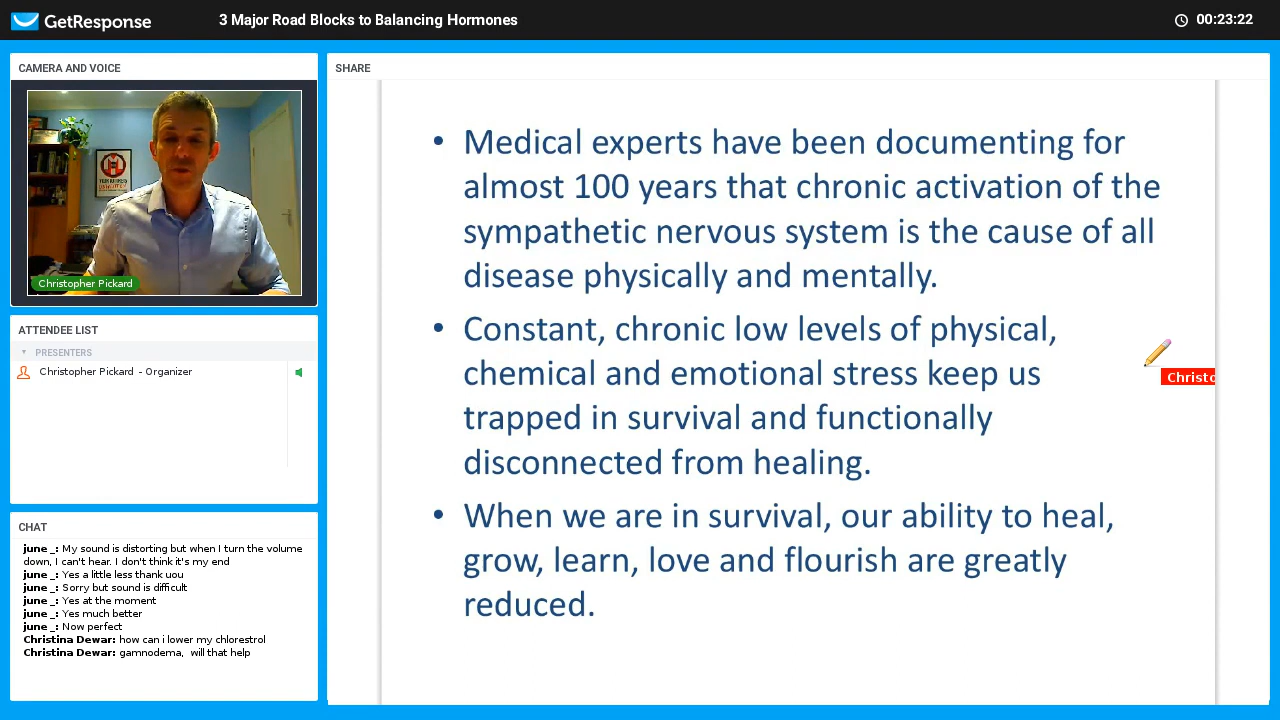 GetResponse
3 Major Road Blocks to Balancing Hormones
00:23:22
CAMERA AND VOICE
Christopher Pickard
ATTENDEE LIST
PRESENTERS
Christopher Pickard - Organizer
CHAT
june _: My sound is distorting but when I turn the volume
down, I can't hear. I don't think it's my end
june _: Yes a little less thank uou
june _: Sorry but sound is difficult
june _: Yes at the moment
june _: Yes much better
june _: Now perfect
Christina Dewar: how can i lower my chlorestrol
Christina Dewar: gamnodema, will that help
SHARE
• Medical experts have been documenting for
almost 100 years that chronic activation of the
sympathetic nervous system is the cause of all
disease physically and mentally.
• Constant, chronic low levels of physical,
chemical and emotional stress keep us
trapped in survival and functionally
disconnected from healing.
• When we are in survival, our ability to heal,
grow, learn, love and flourish are greatly
reduced.
Christo